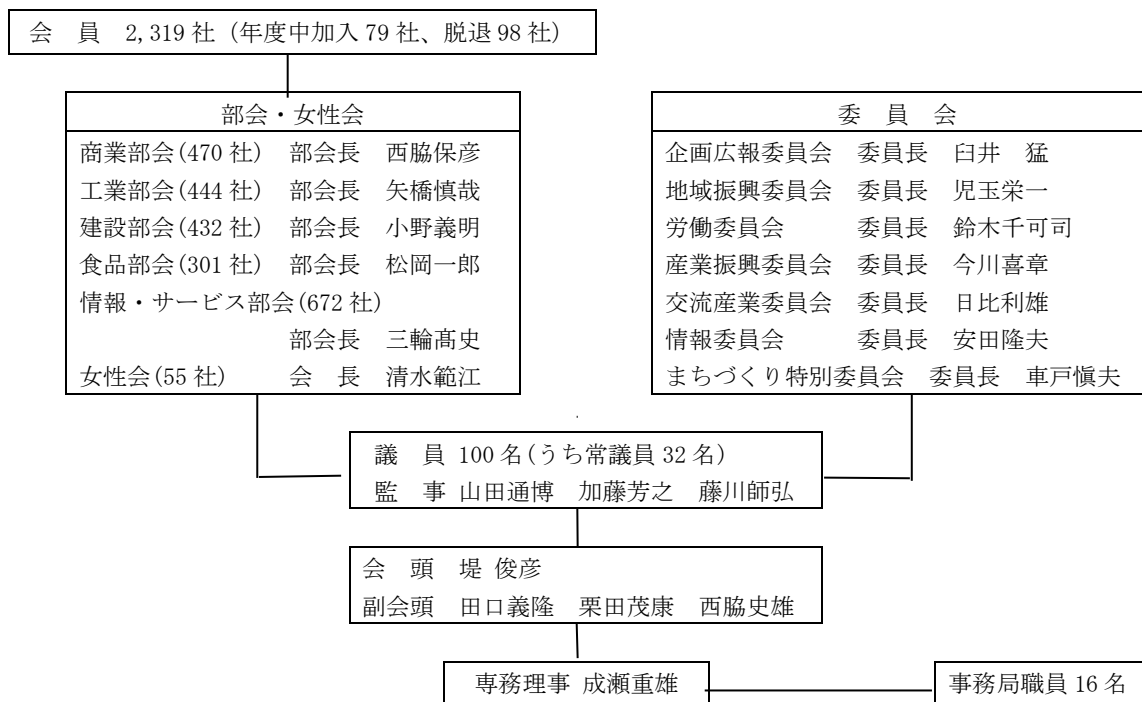 会　員　2,319 社（年度中加入 79 社、脱退 98 社）
部会・女性会
商業部会(470 社)　部会長　西脇保彦
工業部会(444 社)　部会長　矢橋慎哉
建設部会(432 社)　部会長　小野義明
食品部会(301 社)　部会長　松岡一郎
情報・サービス部会(672 社)
部会長　三輪髙史
女性会(55 社)　会　長　清水範江
委　員　会
企画広報委員会　委員長　臼井　猛
地域振興委員会　委員長　児玉栄一
労働委員会　委員長　鈴木千可司
産業振興委員会　委員長　今川喜章
交流産業委員会　委員長　日比利雄
情報委員会　委員長　安田隆夫
まちづくり特別委員会　委員長　車戸愼夫
議　員 100 名(うち常議員 32 名)
監　事 山田通博　加藤芳之　藤川師弘
会　頭　堤 俊彦
副会頭　田口義隆　栗田茂康　西脇史雄
専務理事 成瀬重雄
事務局職員 16 名